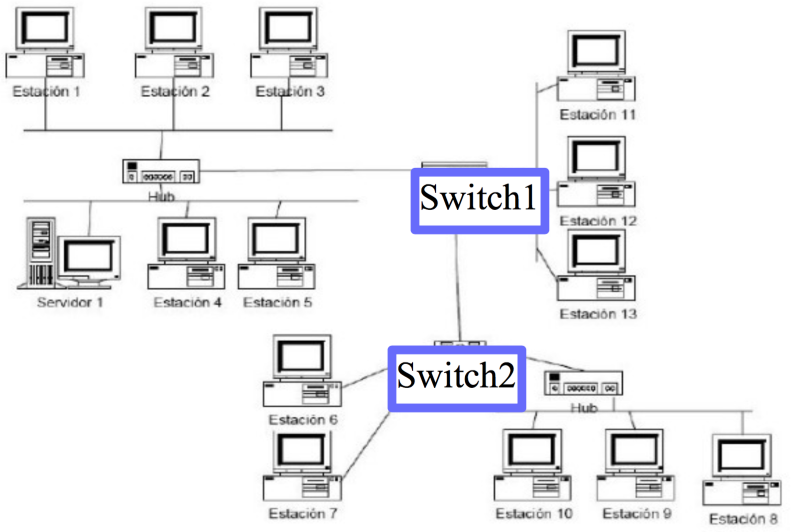 Estación 1
Estación 2
Estación 3
Estación 11
Hub
Switch1
Estación 12
Servidor 1
Estación 4
Estación 5
Estación 13
Switch2
Estación 6
Hub
Estación 7
Estación 10
Estación 9
Estación 8